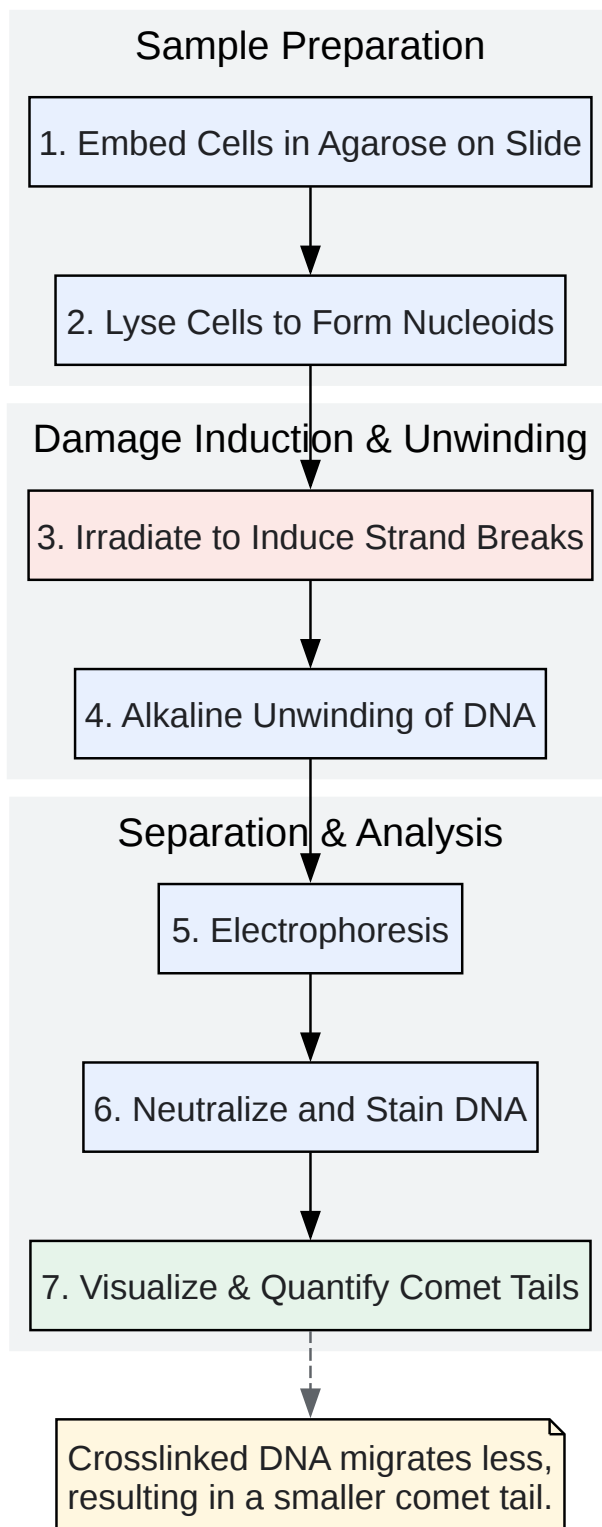 Sample Preparation
1. Embed Cells in Agarose on Slide
2. Lyse Cells to Form Nucleoids
Damage Induction & Unwinding
3. Irradiate to Induce Strand Breaks
4. Alkaline Unwinding of DNA
Separation & Analysis
5. Electrophoresis
6. Neutralize and Stain DNA
7. Visualize & Quantify Comet Tails
Crosslinked DNA migrates less,
resulting in a smaller comet tail.